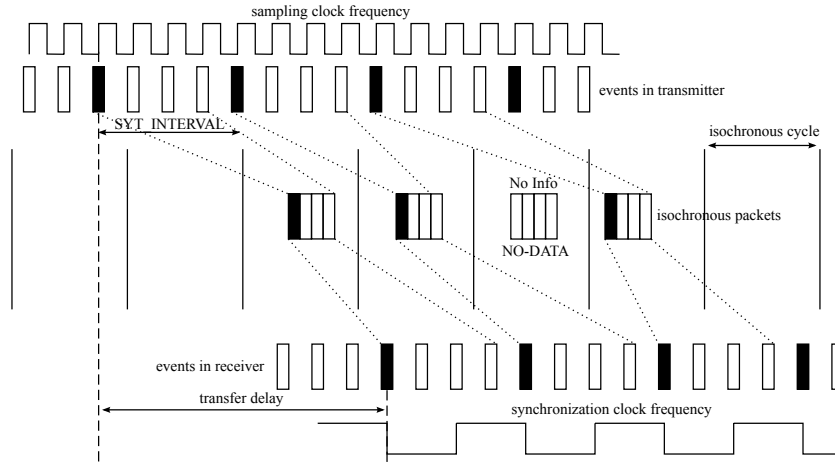 sampling clock frequency
events in transmitter
SYT_INTERVAL
isochronous cycle
No Info
isochronous packets
NO-DATA
events in receiver
transfer delay
synchronization clock frequency